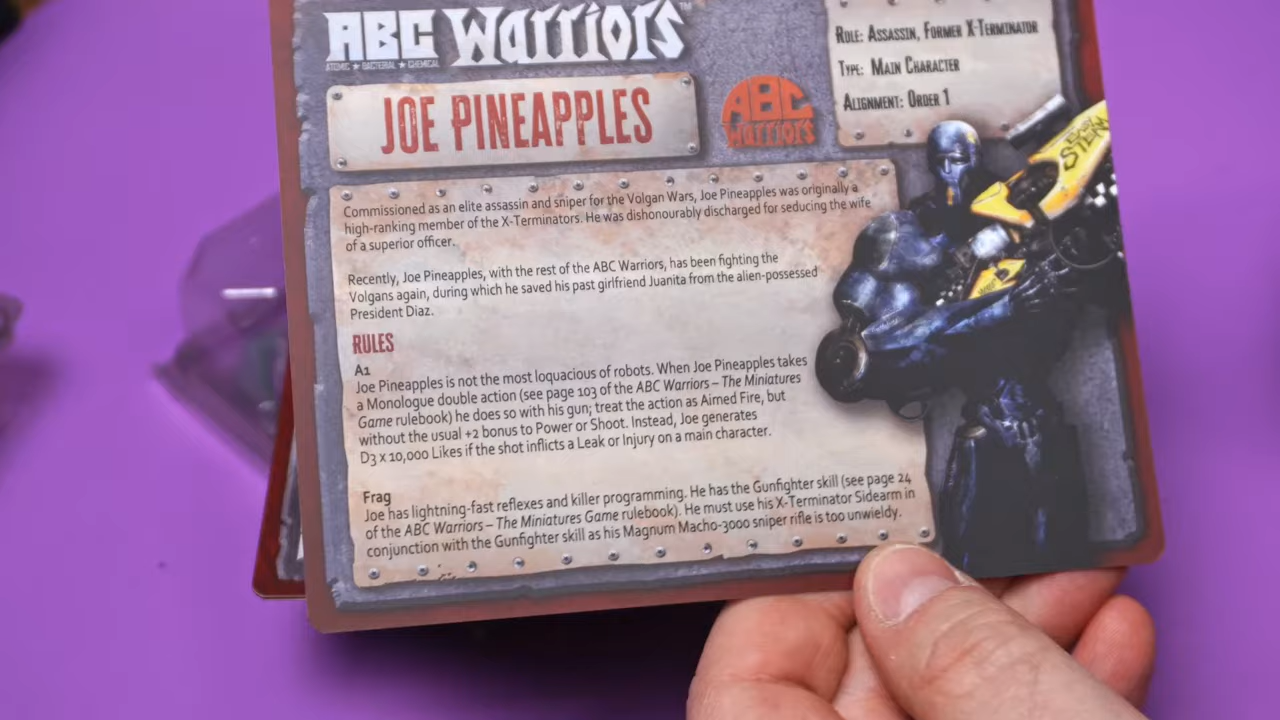 ABC Warriors™
ATOMIC ★ BACTERIAL ★ CHEMICAL
JOE PINEAPPLES
ABC
WARRIORS
Role: Assassin, Former X-Terminator
Type: Main Character
Alignment: Order 1
Commissioned as an elite assassin and sniper for the Volgan Wars, Joe Pineapples was originally a
high-ranking member of the X-Terminators. He was dishonourably discharged for seducing the wife
of a superior officer.
Recently, Joe Pineapples, with the rest of the ABC Warriors, has been fighting the
Volgans again, during which he saved his past girlfriend Juanita from the alien-possessed
President Diaz.
RULES
A1
Joe Pineapples is not the most loquacious of robots. When Joe Pineapples takes
a Monologue double action (see page 103 of the ABC Warriors – The Miniatures
Game rulebook) he does so with his gun; treat the action as Aimed Fire, but
without the usual +2 bonus to Power or Shoot. Instead, Joe generates
D3 x 10,000 Likes if the shot inflicts a Leak or Injury on a main character.
Frag
Joe has lightning-fast reflexes and killer programming. He has the Gunfighter skill (see page 24
of the ABC Warriors – The Miniatures Game rulebook). He must use his X-Terminator Sidearm in
conjunction with the Gunfighter skill as his Magnum Macho-3000 sniper rifle is too unwieldy.